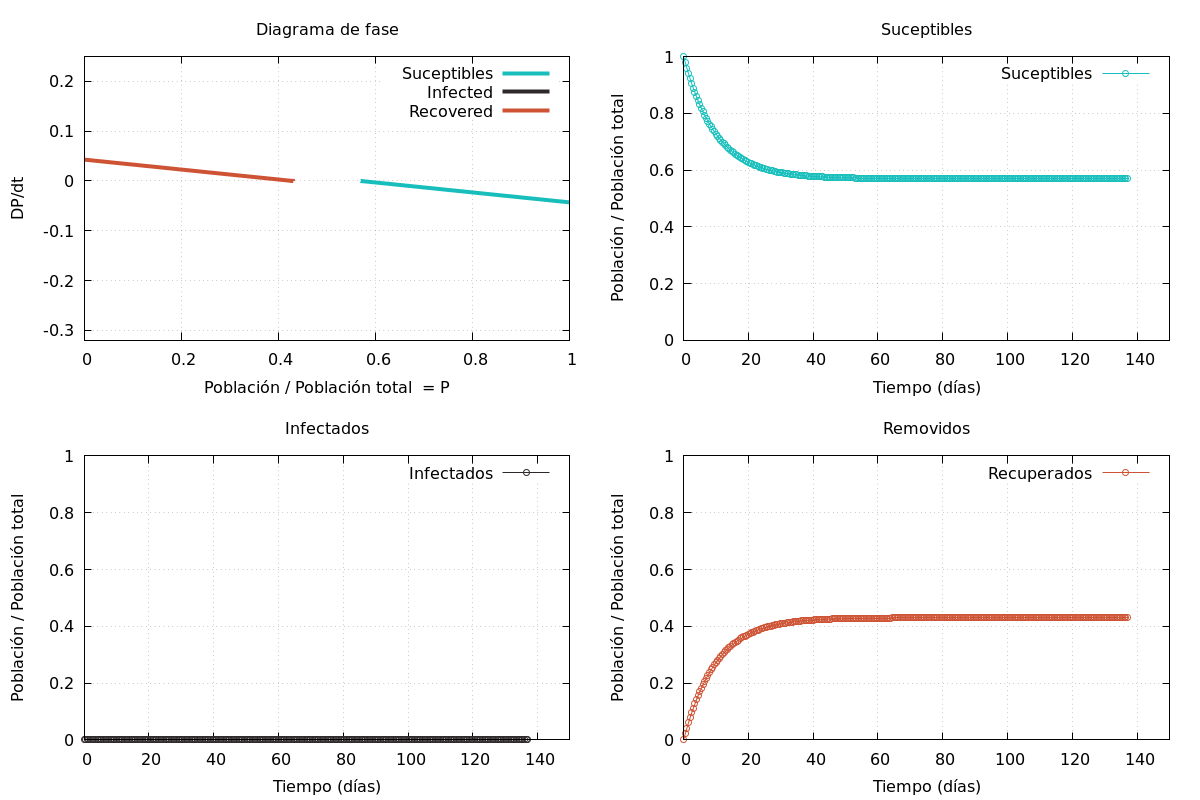 Diagrama de fase
Suceptibles
Infected
Recovered
0.2
0.1
0
-0.1
-0.2
-0.3
DP/dt
0 0.2 0.4 0.6 0.8 1
Población / Población total = P
Suceptibles
Suceptibles
1
0.8
0.6
0.4
0.2
0
Población / Población total
0 20 40 60 80 100 120 140
Tiempo (días)
Infectados
Infectados
1
0.8
0.6
0.4
0.2
0
Población / Población total
0 20 40 60 80 100 120 140
Tiempo (días)
Removidos
Recuperados
1
0.8
0.6
0.4
0.2
0
Población / Población total
0 20 40 60 80 100 120 140
Tiempo (días)